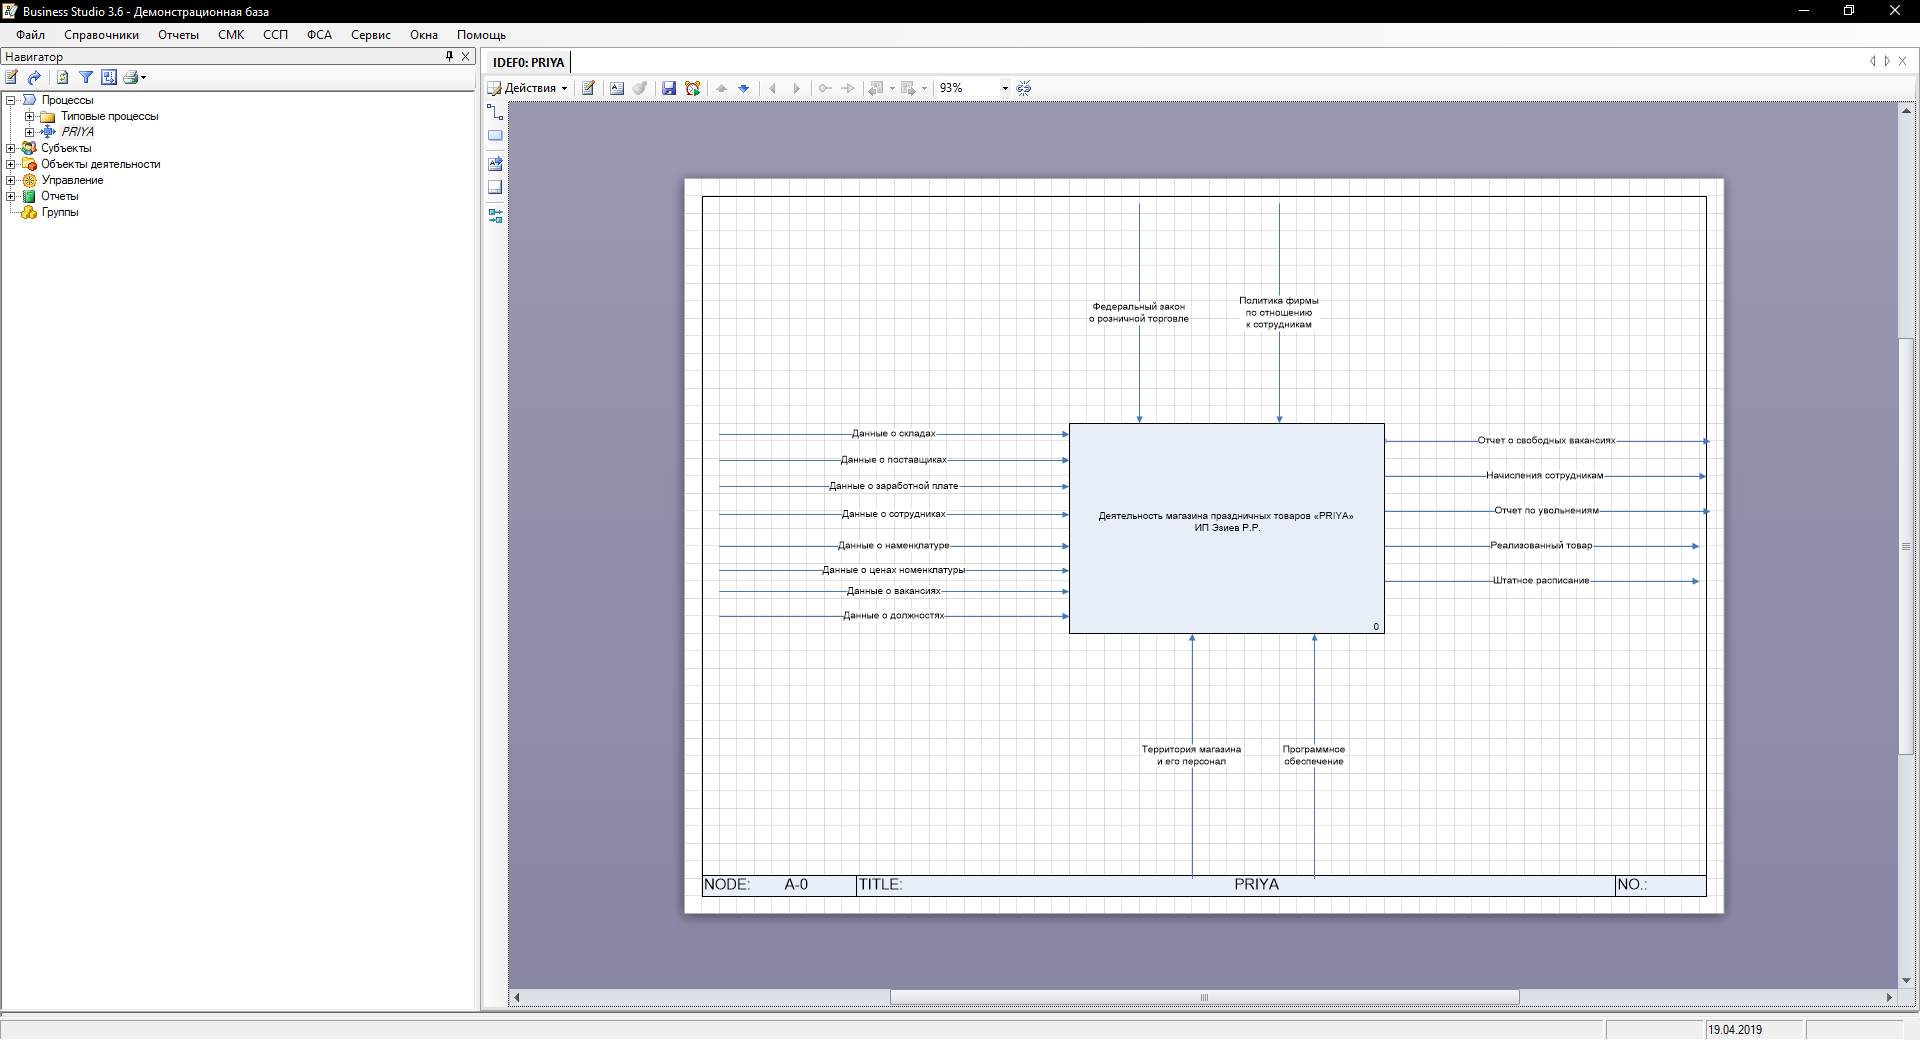 Business Studio 3.6 - Демонстрационная база
Файл Справочники Отчеты СМК ССП ФСА Сервис Окна Помощь
Навигатор
Процессы
Типовые процессы
PRIYA
Субъекты
Объекты деятельности
Управление
Отчеты
Группы
IDEF0: PRIYA
Действия 93%
Федеральный закон
о розничной торговле
Политика фирмы
по отношению
к сотрудникам
Данные о складах
Данные о поставщиках
Данные о заработной плате
Данные о сотрудниках
Данные о наменклатуре
Данные о ценах номенклатуры
Данные о вакансиях
Данные о должностях
Деятельность магазина праздничных товаров «PRIYA»
ИП Эзиев Р.Р.
0
Отчет о свободных вакансиях
Начисления сотрудникам
Отчет по увольнениям
Реализованный товар
Штатное расписание
Территория магазина
и его персонал
Программное
обеспечение
NODE: A-0 TITLE: PRIYA NO.:
19.04.2019